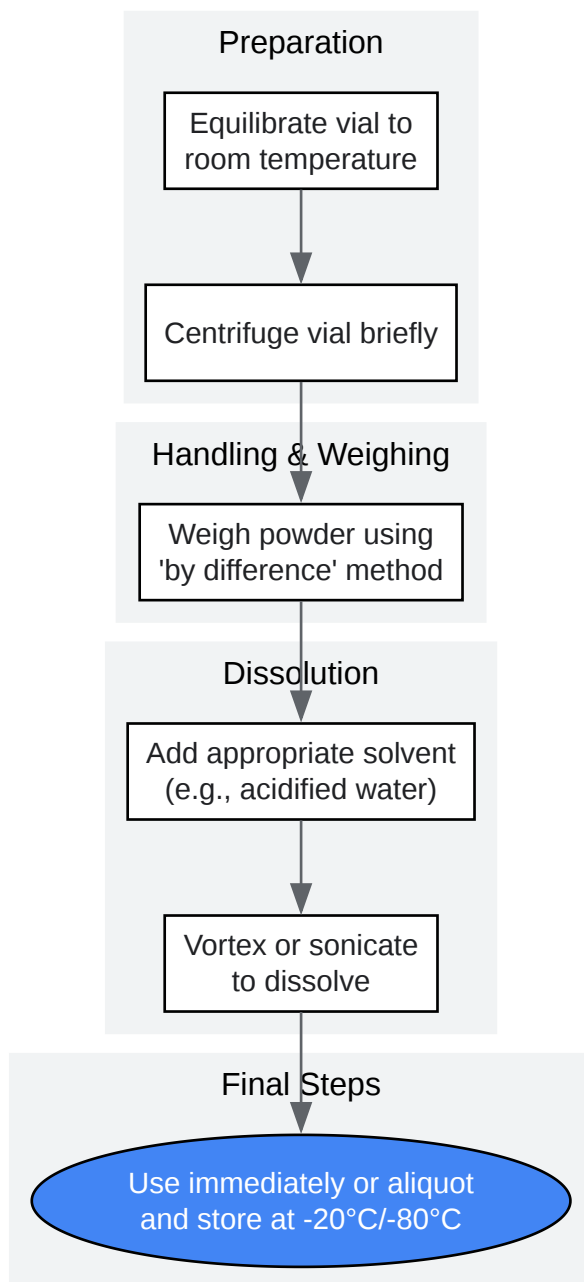 Preparation
Equilibrate vial to
room temperature
Centrifuge vial briefly
Handling & Weighing
Weigh powder using
'by difference' method
Dissolution
Add appropriate solvent
(e.g., acidified water)
Vortex or sonicate
to dissolve
Final Steps
Use immediately or aliquot
and store at -20°C/-80°C